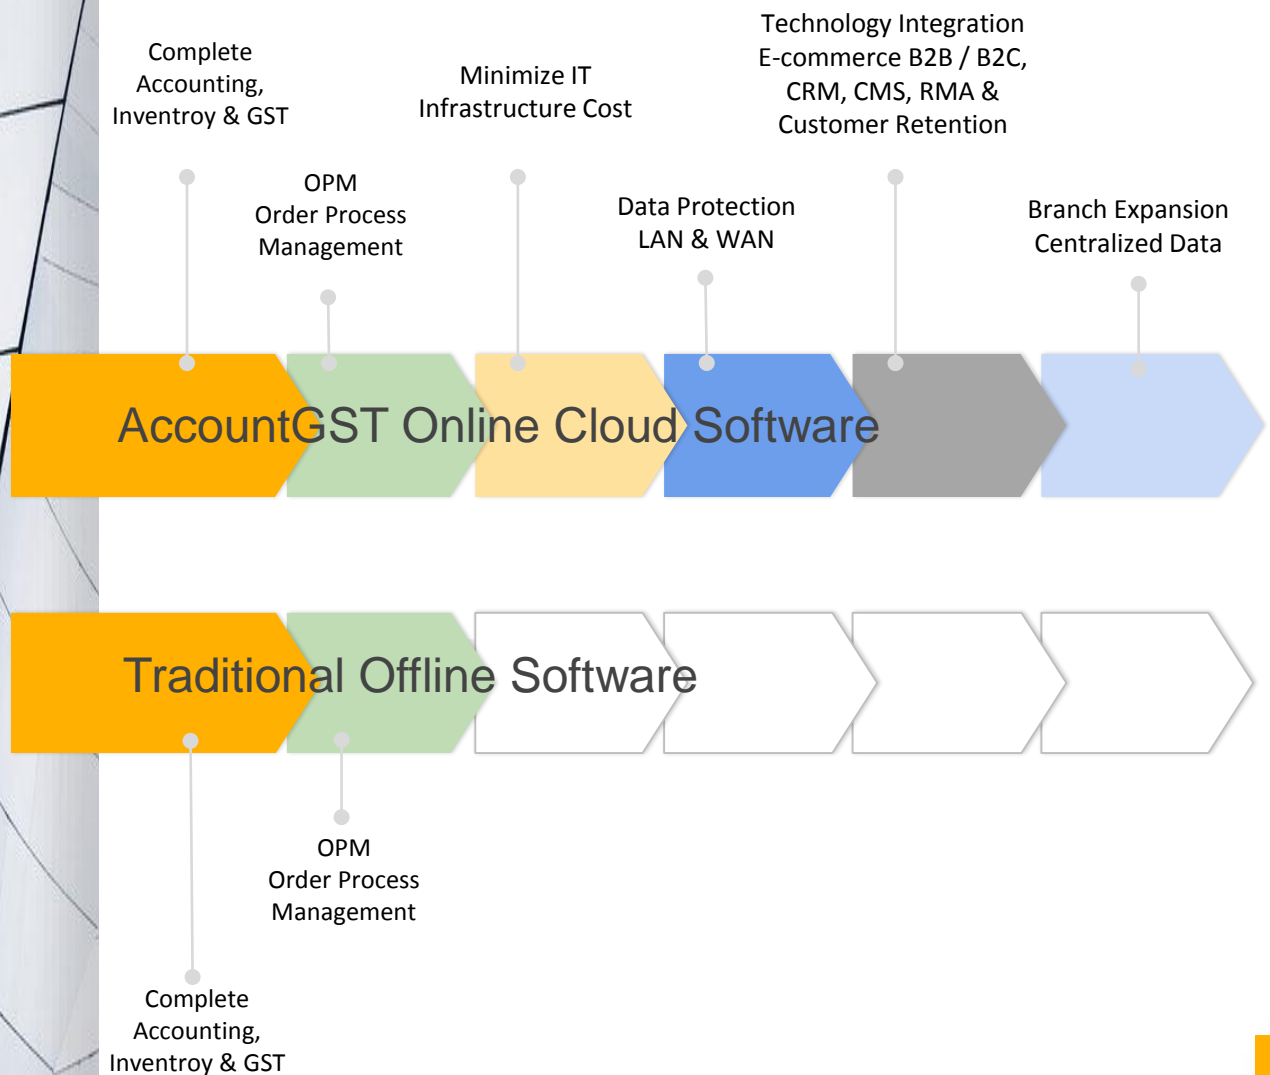 Complete
Accounting,
Inventroy & GST
OPM
Order Process
Management
Minimize IT
Infrastructure Cost
Data Protection
LAN & WAN
Technology Integration
E-commerce B2B / B2C,
CRM, CMS, RMA &
Customer Retention
Branch Expansion
Centralized Data
AccountGST Online Cloud Software
Traditional Offline Software
OPM
Order Process
Management
Complete
Accounting,
Inventroy & GST